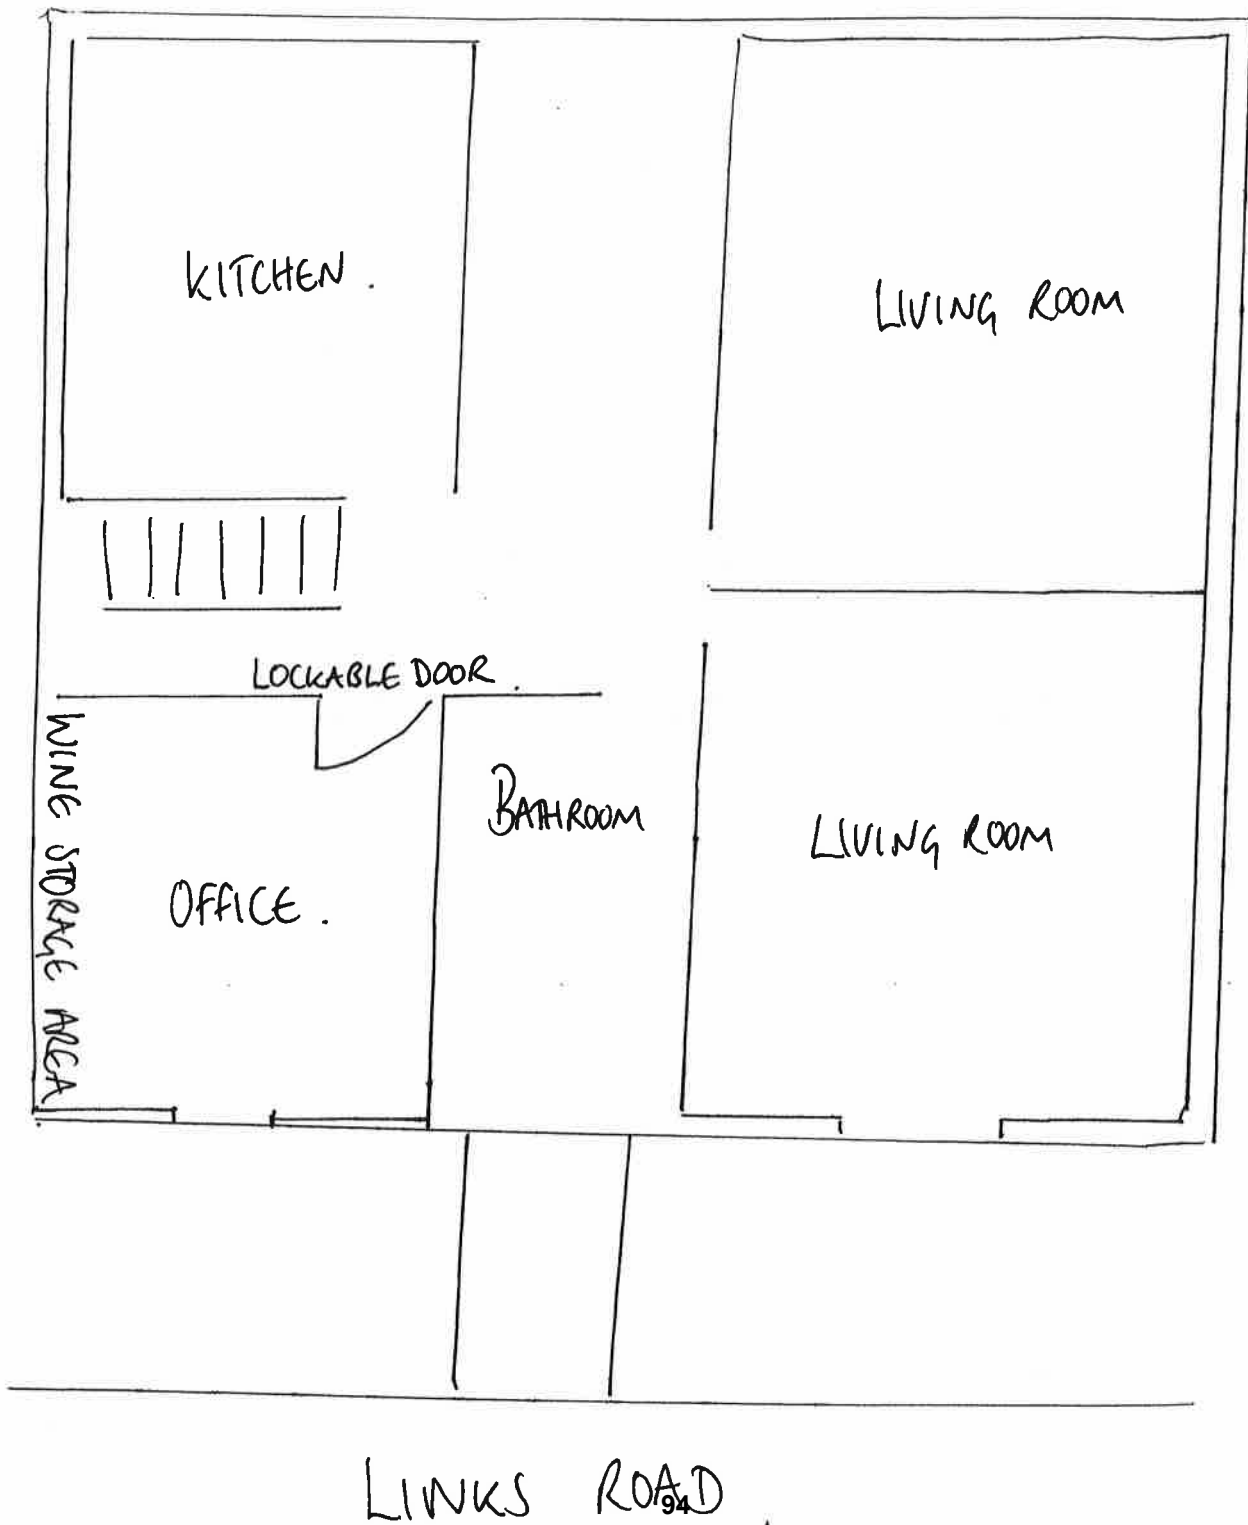 KITCHEN.
LIVING ROOM
LOCKABLE DOOR.
WINE STORAGE AREA
BATHROOM
LIVING ROOM
OFFICE.
LINKS ROAD
94